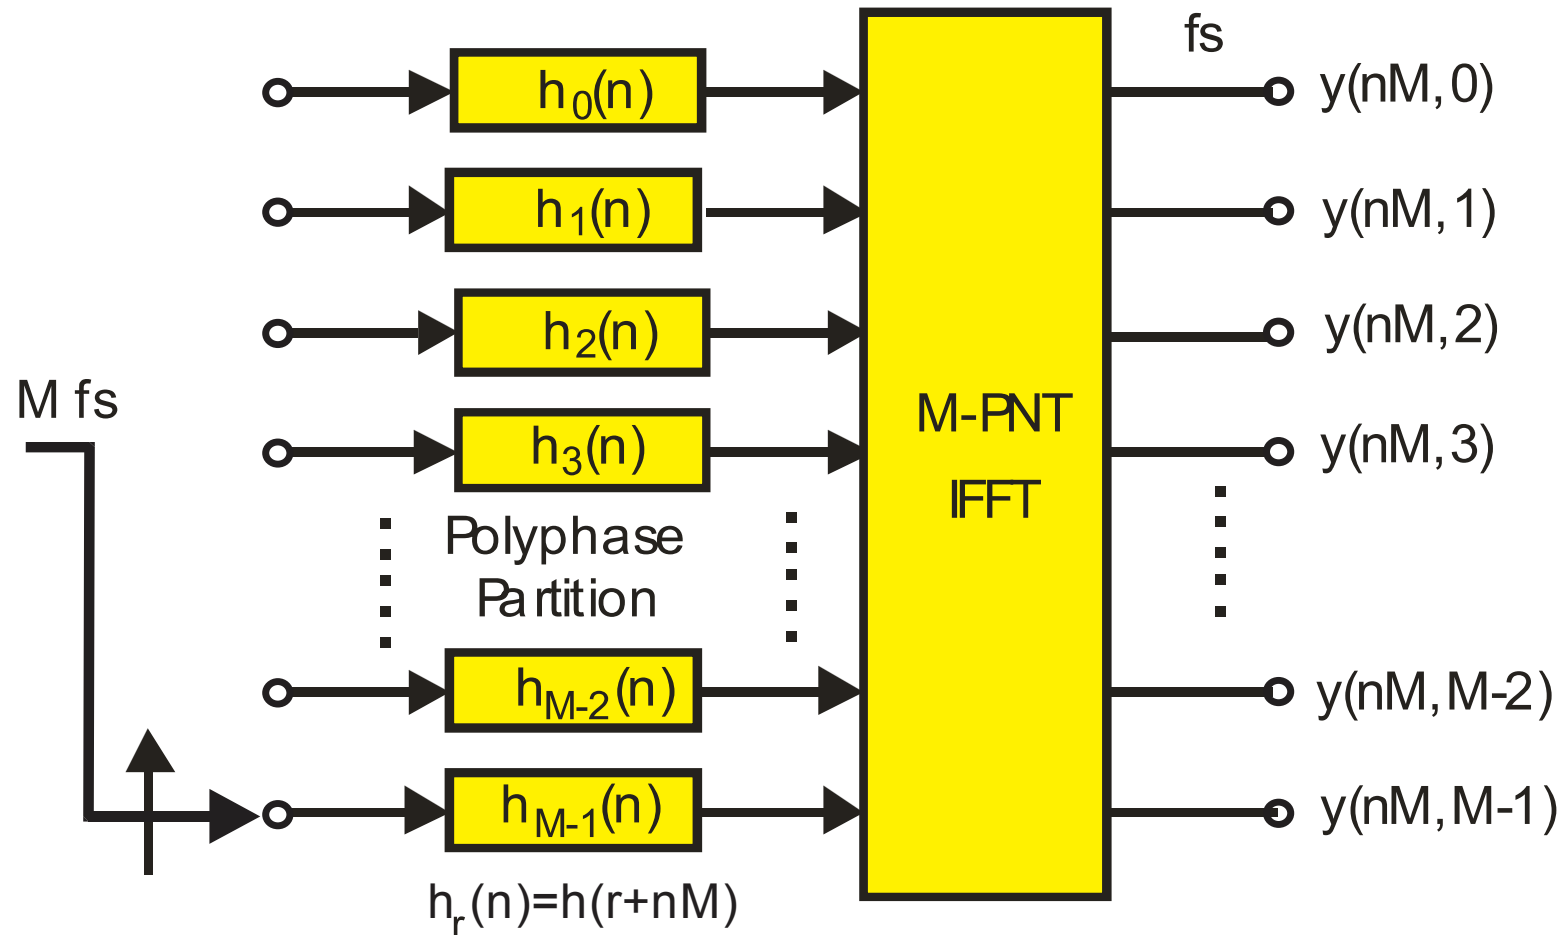 fs
h0(n)
y(nM,0)
h1(n)
y(nM,1)
h2(n)
y(nM,2)
M fs
h3(n)
M-PNT
IFFT
y(nM,3)
Polyphase
Partition
hM-2(n)
y(nM,M-2)
hM-1(n)
y(nM,M-1)
hr(n)=h(r+nM)